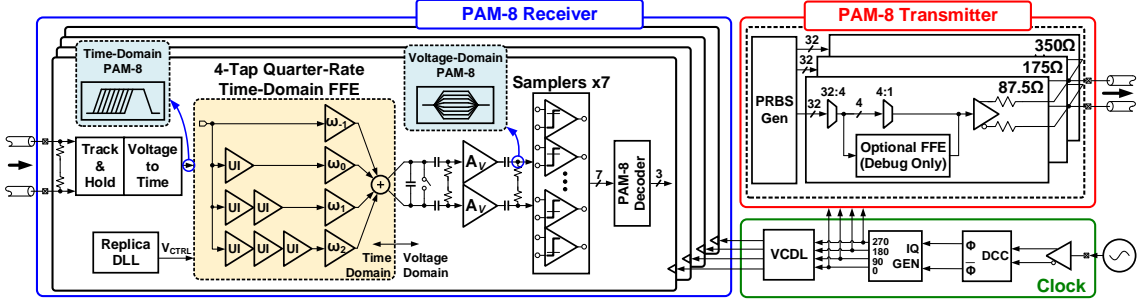 PAM-8 Receiver
Time-Domain
PAM-8
4-Tap Quarter-Rate
Time-Domain FFE
Voltage-Domain
PAM-8
Samplers x7
Track
&
Hold
Voltage
to
Time
ω-1
UI
ω0
UI
UI
ω1
UI
UI
UI
ω2
+
AV
AV
7
PAM-8
Decoder
3
Replica
DLL
VCTRL
Time
Domain
Voltage
Domain
PAM-8 Transmitter
32
32
350Ω
175Ω
87.5Ω
PRBS
Gen
32
32:4
4
4:1
Optional FFE
(Debug Only)
VCDL
270
180
90
0
IQ
GEN
Φ
Φ
DCC
Clock